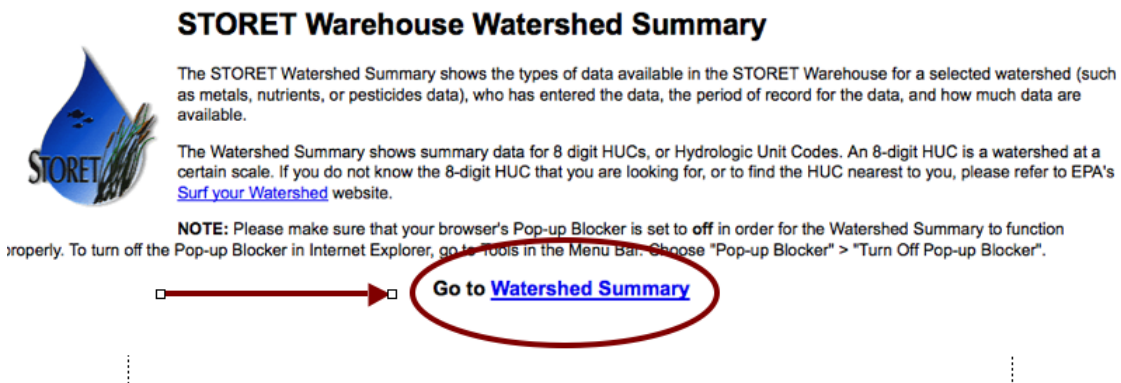 STORET Warehouse Watershed Summary
The STORET Watershed Summary shows the types of data available in the STORET Warehouse for a selected watershed (such
as metals, nutrients, or pesticides data), who has entered the data, the period of record for the data, and how much data are
available.
STORET
The Watershed Summary shows summary data for 8 digit HUCs, or Hydrologic Unit Codes. An 8-digit HUC is a watershed at a
certain scale. If you do not know the 8-digit HUC that you are looking for, or to find the HUC nearest to you, please refer to EPA's
Surf your Watershed website.
NOTE: Please make sure that your browser's Pop-up Blocker is set to off in order for the Watershed Summary to function
properly. To turn off the Pop-up Blocker in Internet Explorer, go to Tools in the Menu Bar. Choose "Pop-up Blocker" > "Turn Off Pop-up Blocker".
Go to Watershed Summary